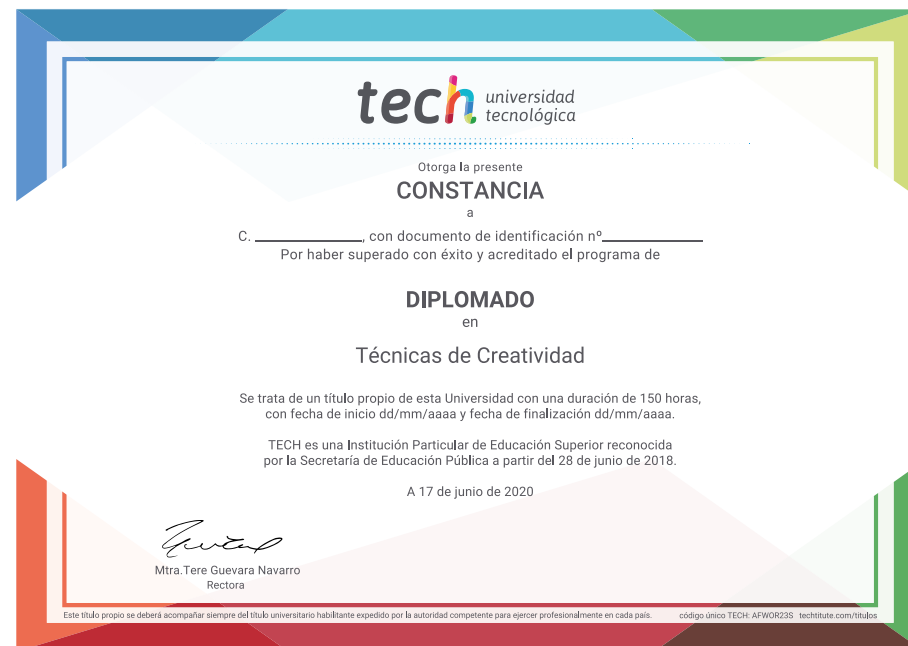 tech universidad
tecnológica
Otorga la presente
CONSTANCIA
a
C. ______________, con documento de identificación nº_____________
Por haber superado con éxito y acreditado el programa de
DIPLOMADO
en
Técnicas de Creatividad
Se trata de un título propio de esta Universidad con una duración de 150 horas,
con fecha de inicio dd/mm/aaaa y fecha de finalización dd/mm/aaaa.
TECH es una Institución Particular de Educación Superior reconocida
por la Secretaría de Educación Pública a partir del 28 de junio de 2018.
A 17 de junio de 2020
Mtra.Tere Guevara Navarro
Rectora
Este título propio se deberá acompañar siempre del título universitario habilitante expedido por la autoridad competente para ejercer profesionalmente en cada país. código único TECH: AFWOR23S techtitute.com/títulos